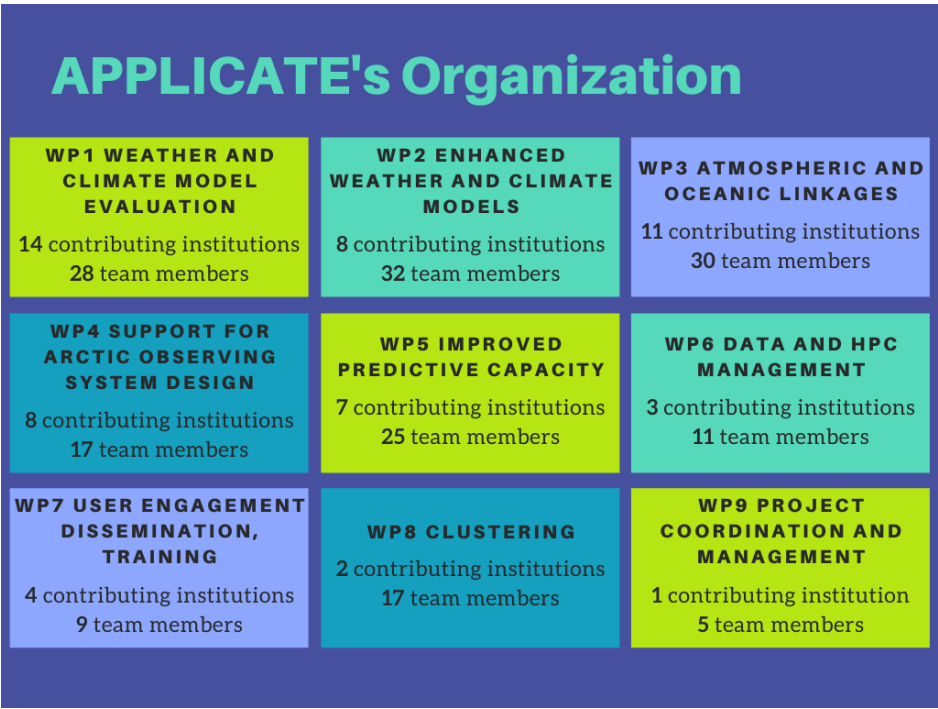 APPLICATE's Organization
WP1 WEATHER AND
CLIMATE MODEL
EVALUATION
14 contributing institutions
28 team members
WP2 ENHANCED
WEATHER AND CLIMATE
MODELS
8 contributing institutions
32 team members
WP3 ATMOSPHERIC AND
OCEANIC LINKAGES
11 contributing institutions
30 team members
WP4 SUPPORT FOR
ARCTIC OBSERVING
SYSTEM DESIGN
8 contributing institutions
17 team members
WP5 IMPROVED
PREDICTIVE CAPACITY
7 contributing institutions
25 team members
WP6 DATA AND HPC
MANAGEMENT
3 contributing institutions
11 team members
WP7 USER ENGAGEMENT
DISSEMINATION,
TRAINING
4 contributing institutions
9 team members
WP8 CLUSTERING
2 contributing institutions
17 team members
WP9 PROJECT
COORDINATION AND
MANAGEMENT
1 contributing institution
5 team members